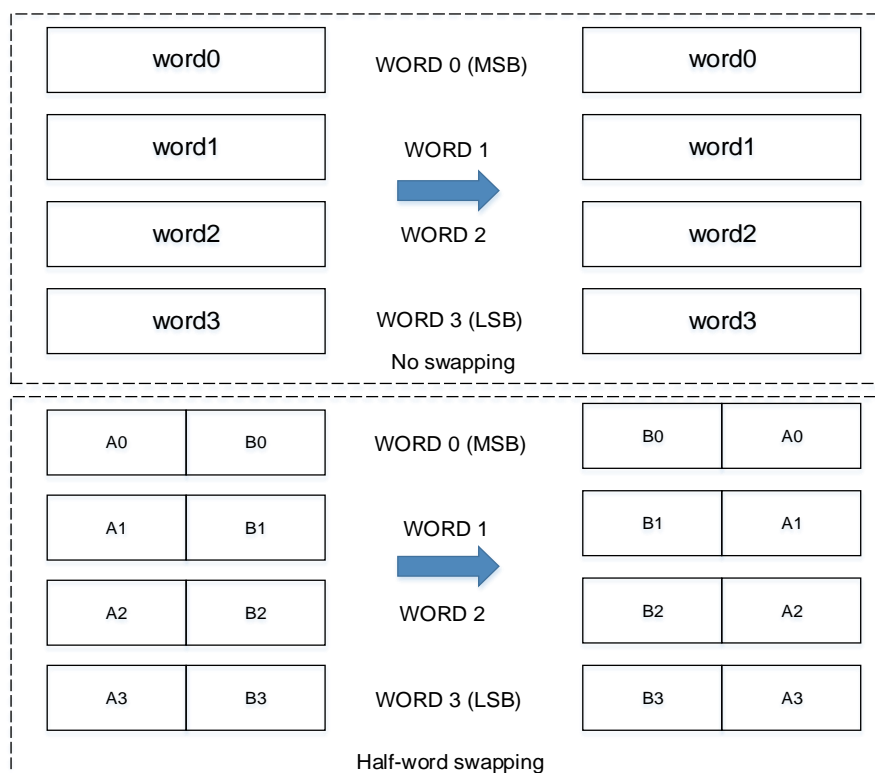 word0 WORD 0 (MSB) word0
word1 WORD 1 word1
word2 WORD 2 word2
word3 WORD 3 (LSB) word3
No swapping
A0 B0 WORD 0 (MSB) B0 A0
A1 B1 WORD 1 B1 A1
A2 B2 WORD 2 B2 A2
A3 B3 WORD 3 (LSB) B3 A3
Half-word swapping